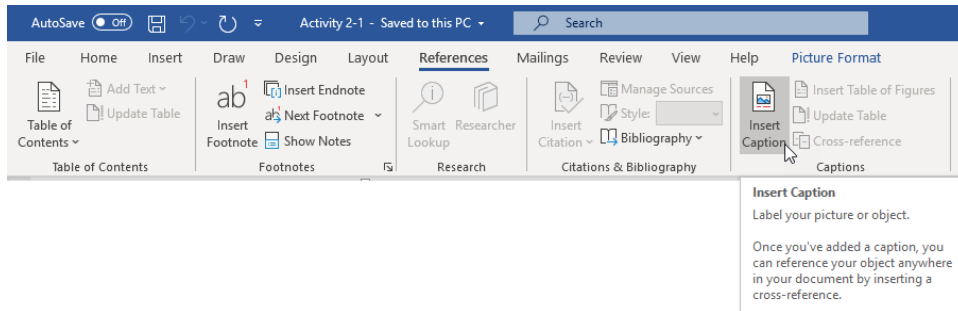 AutoSave Off Activity 2-1 - Saved to this PC Search
File Home Insert Draw Design Layout References Mailings Review View Help Picture Format
Table of Contents
Add Text
Update Table
Table of Contents
ab1
Insert Footnote
Insert Endnote
ab Next Footnote
Show Notes
Footnotes
Smart Lookup
Researcher
Research
Insert Citation
Manage Sources
Style:
Bibliography
Citations & Bibliography
Insert Caption
Insert Table of Figures
Update Table
Cross-reference
Captions
Insert Caption
Label your picture or object.
Once you've added a caption, you
can reference your object anywhere
in your document by inserting a
cross-reference.